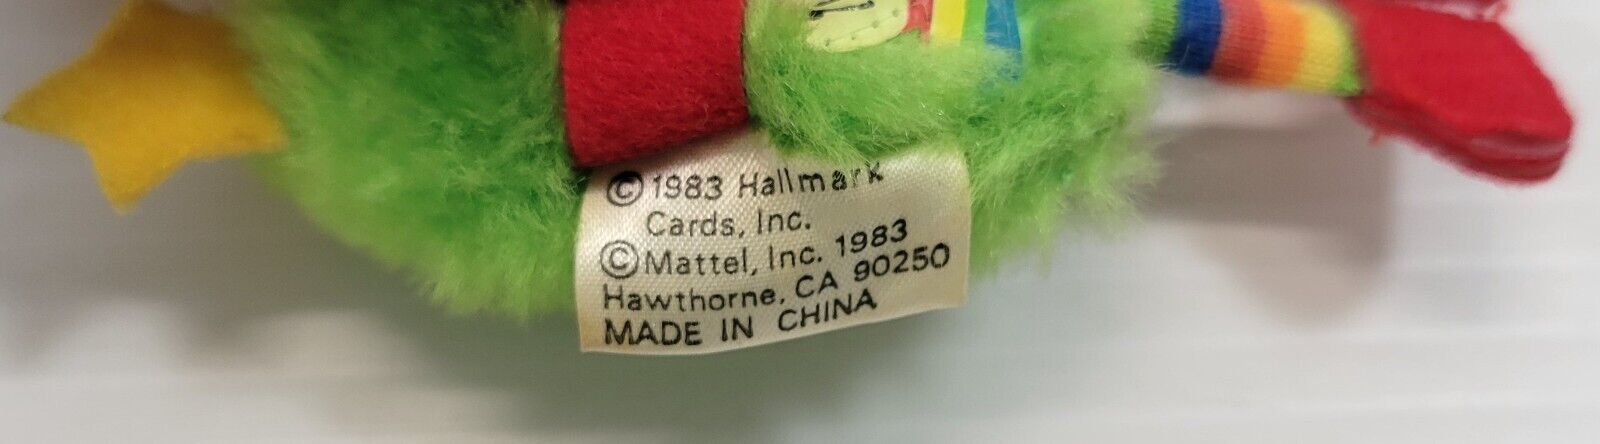 ©1983 Hallmark
Cards, Inc.
©Mattel, Inc. 1983
Hawthorne, CA 90250
MADE IN CHINA